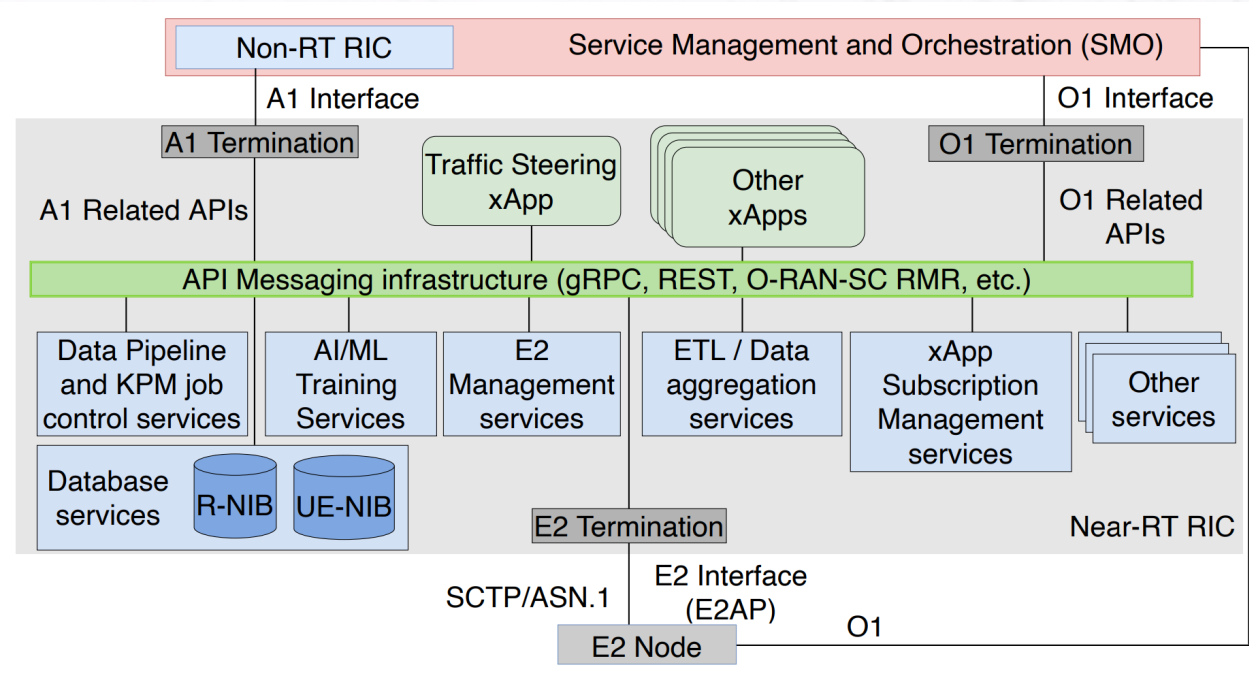 Non-RT RIC
Service Management and Orchestration (SMO)
A1 Interface
O1 Interface
A1 Termination
Traffic Steering
xApp
Other
xApps
O1 Termination
A1 Related APIs
O1 Related
APIs
API Messaging infrastructure (gRPC, REST, O-RAN-SC RMR, etc.)
Data Pipeline
and KPM job
control services
AI/ML
Training
Services
E2
Management
services
ETL / Data
aggregation
services
xApp
Subscription
Management
services
Other
services
Database
services
R-NIB
UE-NIB
E2 Termination
Near-RT RIC
SCTP/ASN.1
E2 Interface
(E2AP)
O1
E2 Node